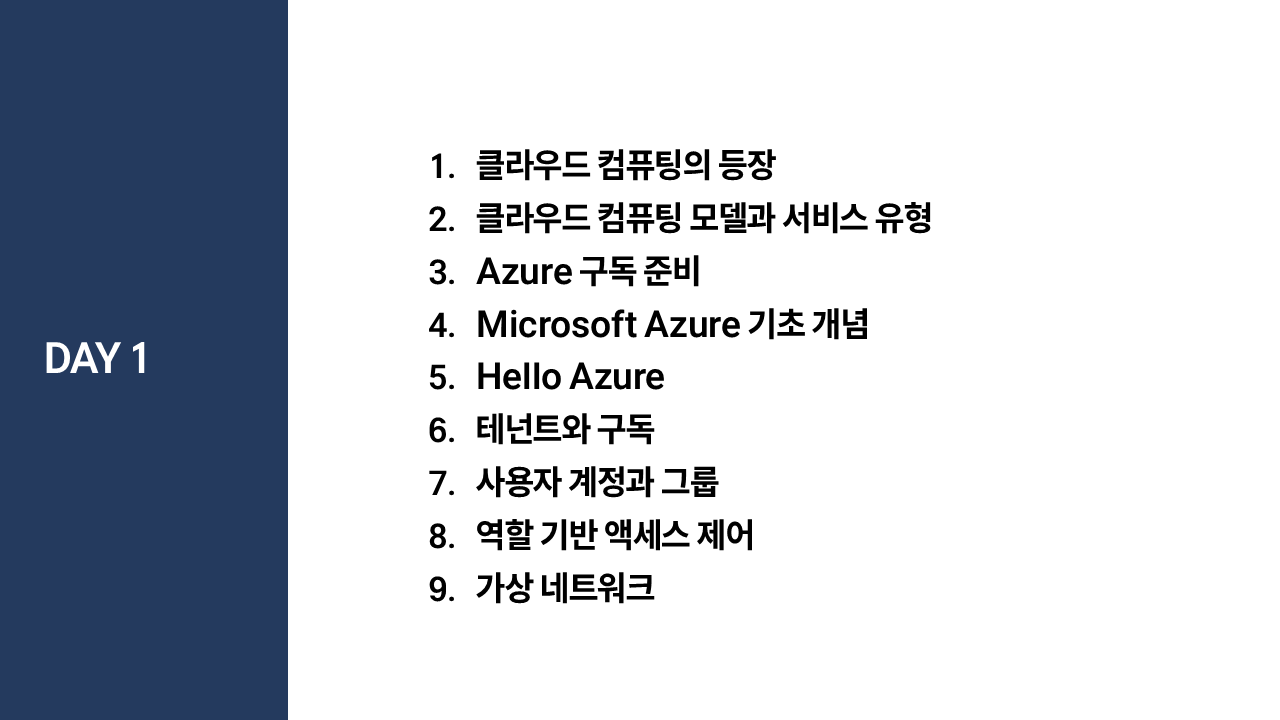 DAY 1
1. 클라우드 컴퓨팅의 등장
2. 클라우드 컴퓨팅 모델과 서비스 유형
3. Azure 구독 준비
4. Microsoft Azure 기초 개념
5. Hello Azure
6. 테넌트와 구독
7. 사용자 계정과 그룹
8. 역할 기반 액세스 제어
9. 가상 네트워크